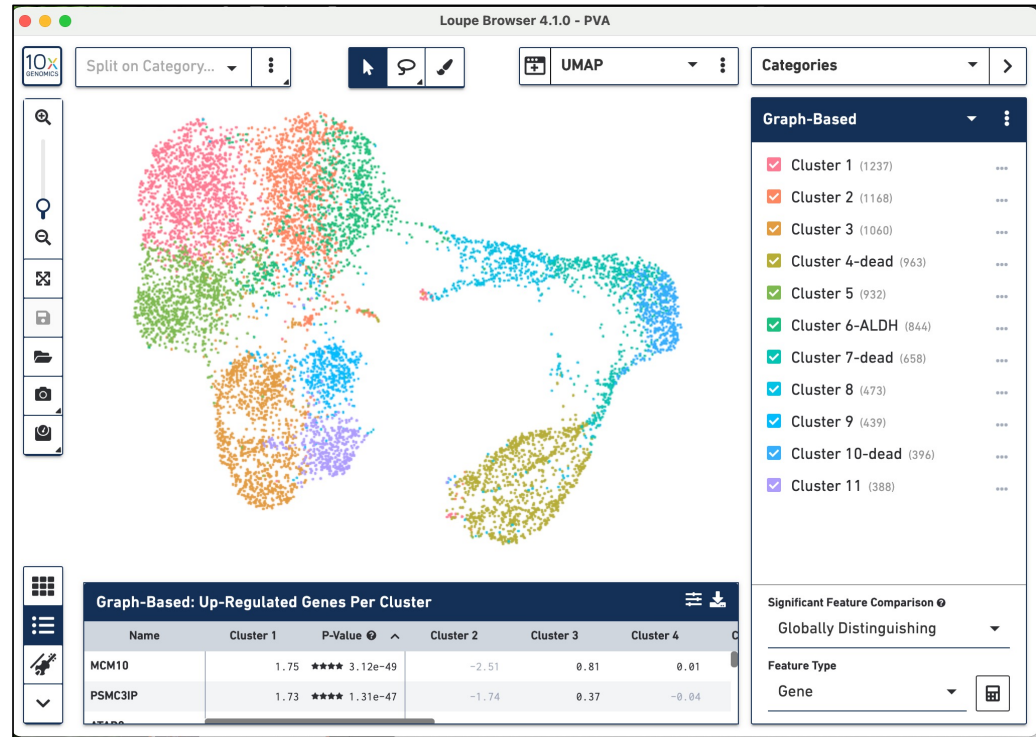 Loupe Browser 4.1.0 - PVA
10x
GENOMICS
Split on Category...
UMAP
Categories
Graph-Based
Cluster 1 (1237)
Cluster 2 (1168)
Cluster 3 (1060)
Cluster 4-dead (963)
Cluster 5 (932)
Cluster 6-ALDH (844)
Cluster 7-dead (658)
Cluster 8 (473)
Cluster 9 (439)
Cluster 10-dead (396)
Cluster 11 (388)
Graph-Based: Up-Regulated Genes Per Cluster
Name Cluster 1 P-Value Cluster 2 Cluster 3 Cluster 4 C
MCM10 1.75 ★★★★ 3.12e-49 -2.51 0.81 0.01
PSMC3IP 1.73 ★★★★ 1.31e-47 -1.74 0.37 -0.04
Significant Feature Comparison
Globally Distinguishing
Feature Type
Gene